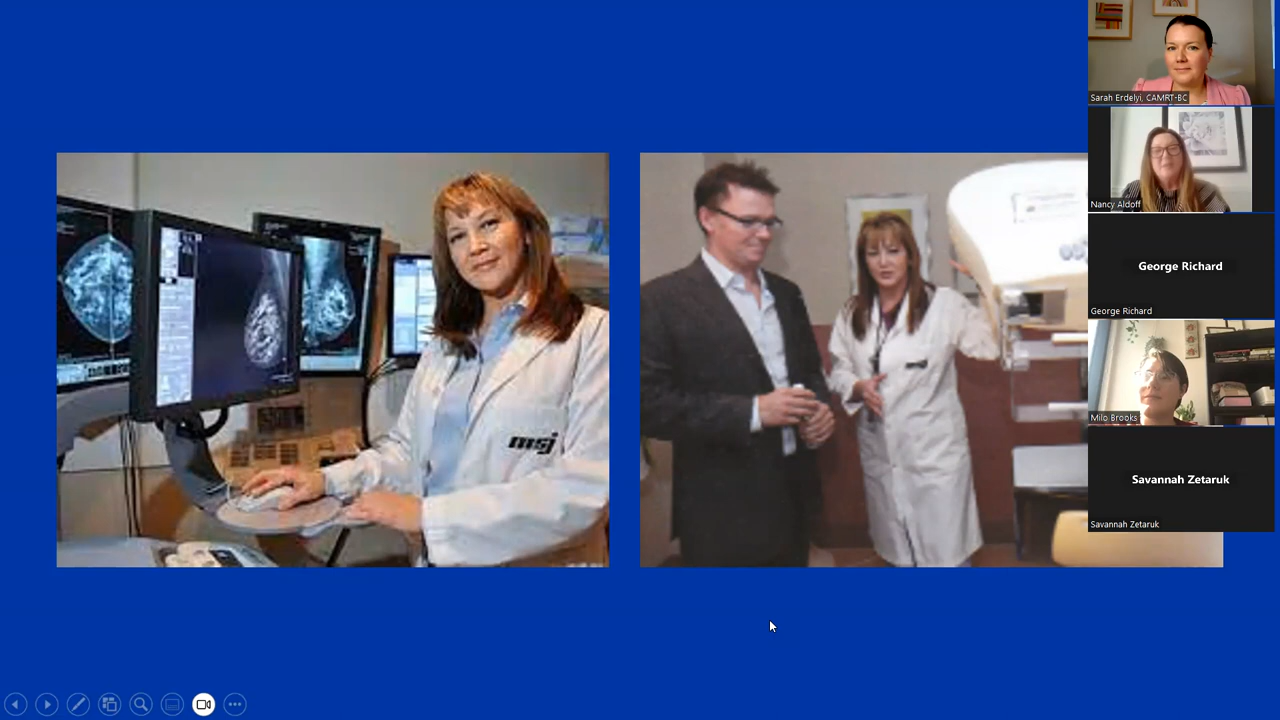 msj
Sarah Erdelyi, CAMRT-BC
Nancy Aldoff
George Richard
George Richard
Milo Brooks
Savannah Zetaruk
Savannah Zetaruk